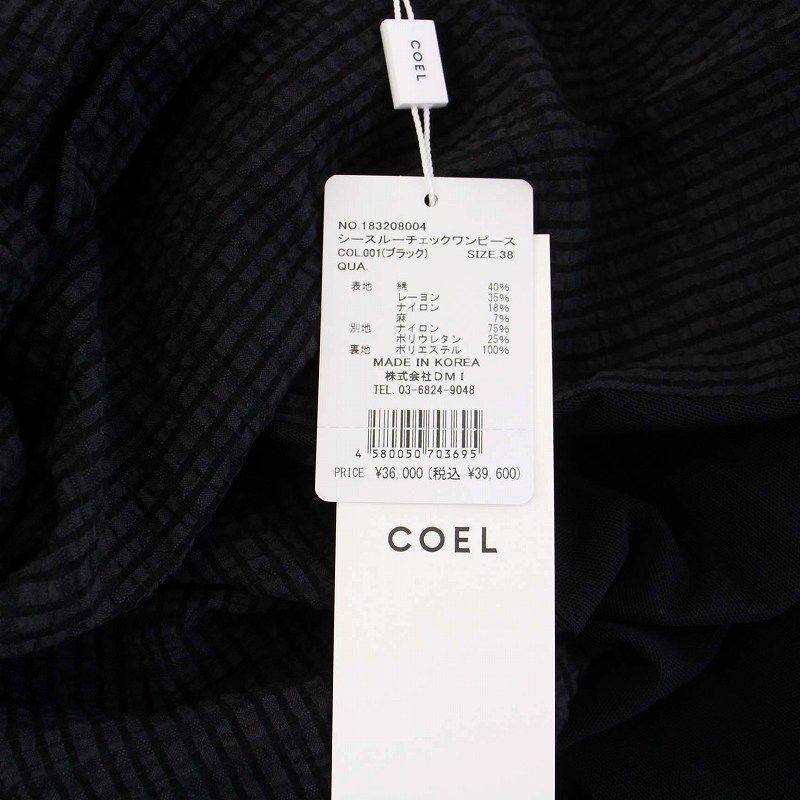 COEL
NO.183208004
シースルーチェックワンピース
COL.001(ブラック) SIZE.38
QUA.
表地 綿 40%
レーヨン 35%
ナイロン 18%
麻 7%
別地 ナイロン 75%
ポリウレタン 25%
裏地 ポリエステル 100%
MADE IN KOREA
株式会社DMI
TEL. 03-6824-9048
4 580050 703695
PRICE ¥36,000 (税込 ¥39,600)
COEL